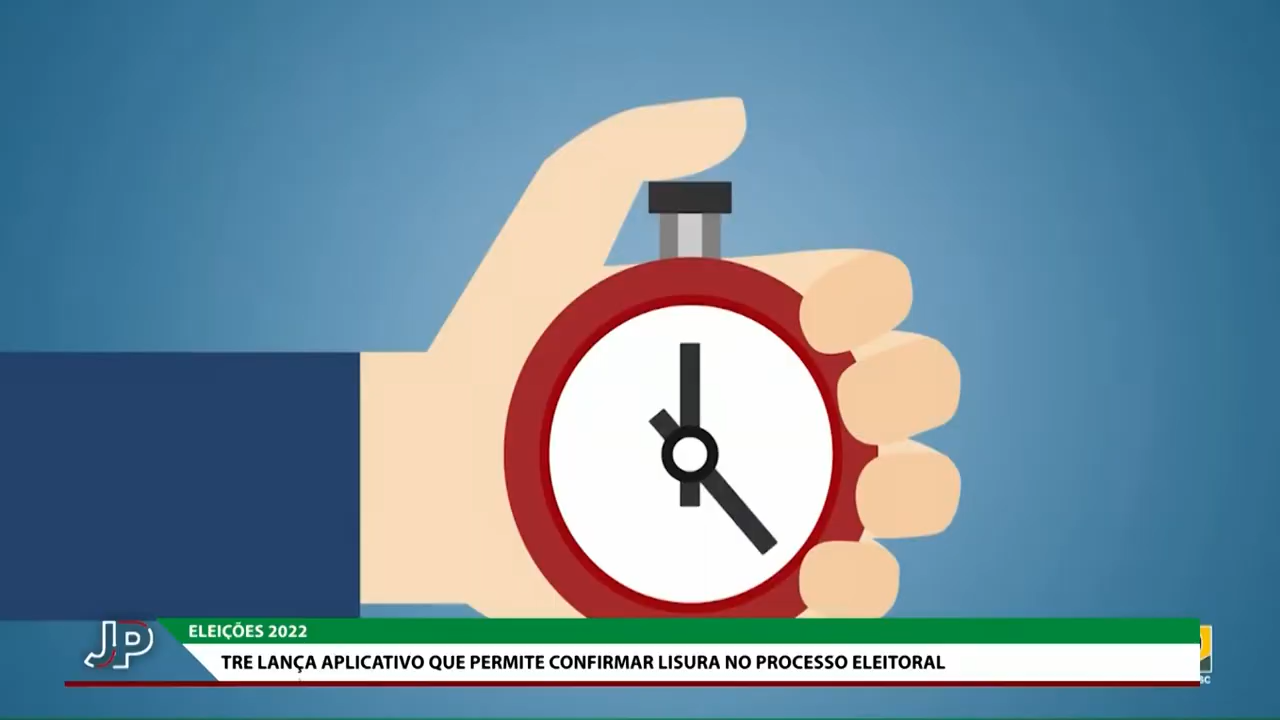 ELEIÇÕES 2022
JP
TRE LANÇA APLICATIVO QUE PERMITE CONFIRMAR LISURA NO PROCESSO ELEITORAL